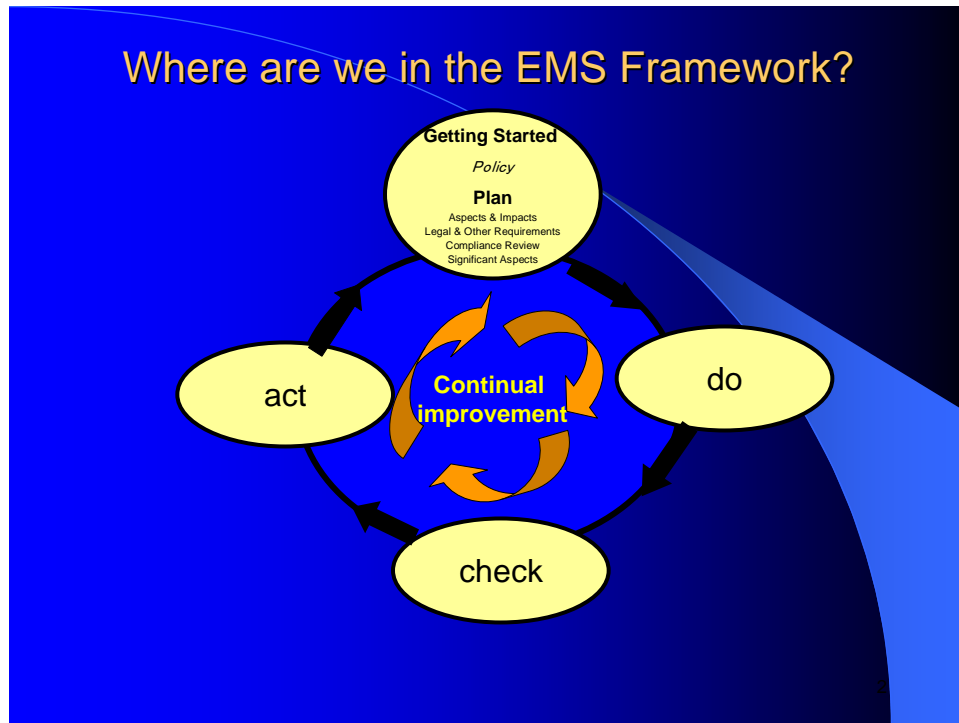 Where are we in the EMS Framework?
Getting Started
Policy
Plan
Aspects & Impacts
Legal & Other Requirements
Compliance Review
Significant Aspects
act
Continual
improvement
do
check